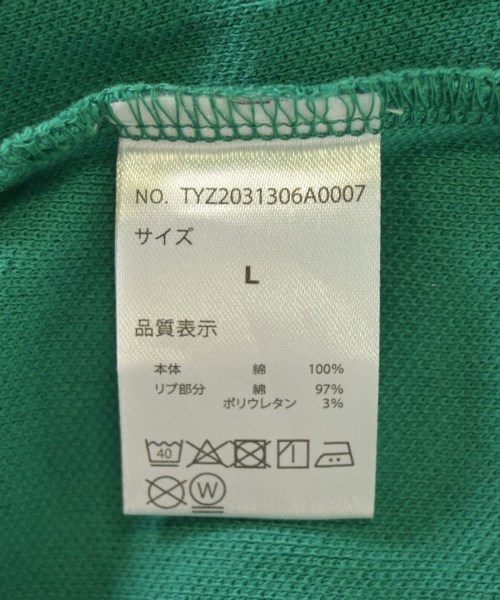 NO. TYZ2031306A0007
サイズ
L
品質表示
本体 綿 100%
リブ部分 綿 97%
ポリウレタン 3%
40
W